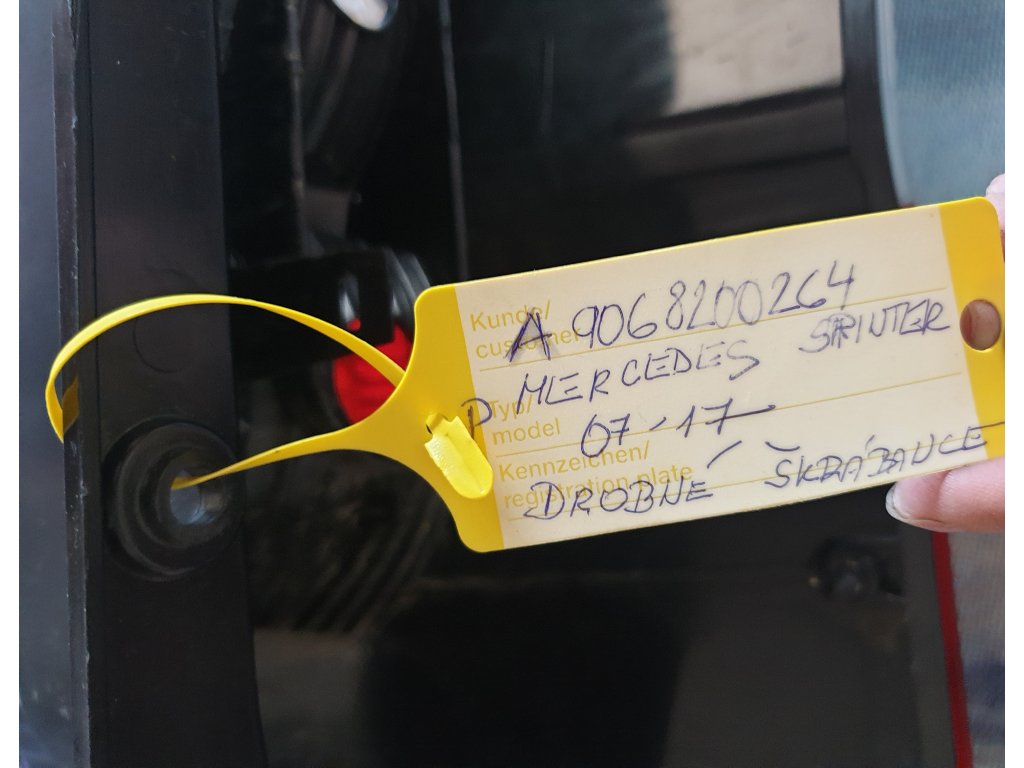 Kunde/
customer
A 9068200264
P MERCEDES SPRINTER
Typ/
model
07-17
Kennzeichen/
registration plate
DROBNÉ ŠKRÁBANCE